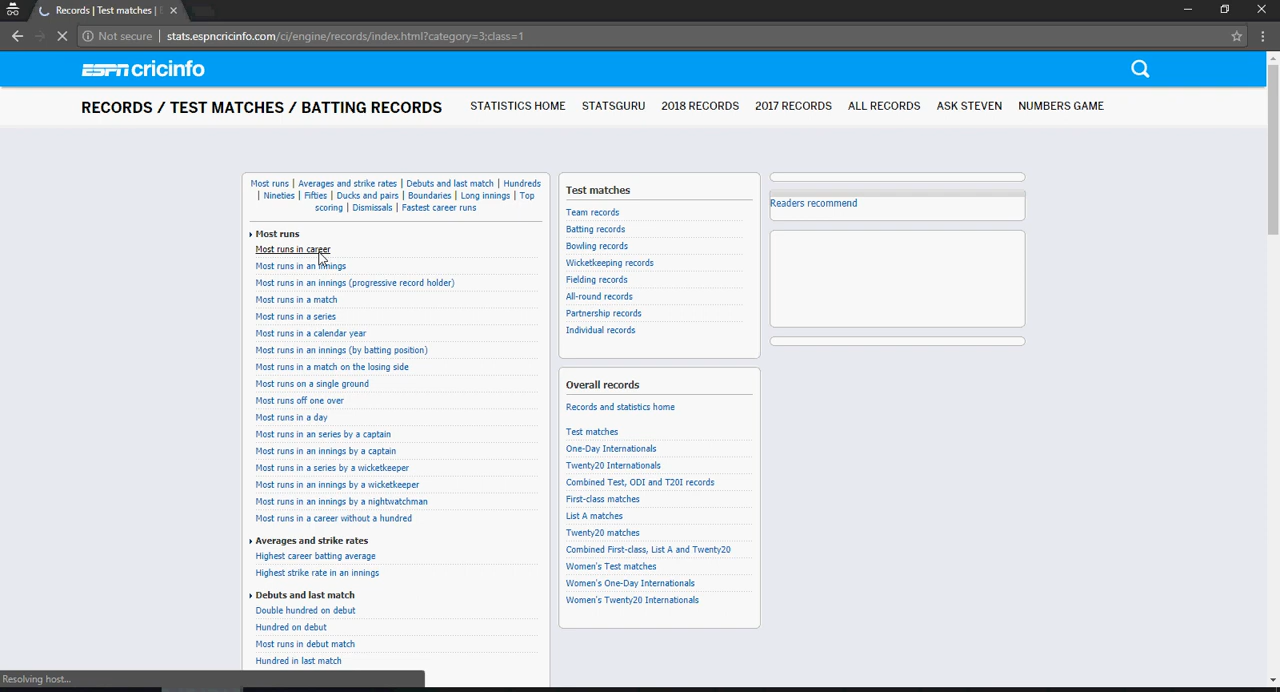 Records | Test matches | E
Not secure | stats.espncricinfo.com/ci/engine/records/index.html?category=3;class=1
ESPN cricinfo
RECORDS / TEST MATCHES / BATTING RECORDS
STATISTICS HOME STATSGURU 2018 RECORDS 2017 RECORDS ALL RECORDS ASK STEVEN NUMBERS GAME
Most runs | Averages and strike rates | Debuts and last match | Hundreds
| Nineties | Fifties | Ducks and pairs | Boundaries | Long innings | Top
scoring | Dismissals | Fastest career runs
Most runs
Most runs in career
Most runs in an innings
Most runs in an innings (progressive record holder)
Most runs in a match
Most runs in a series
Most runs in a calendar year
Most runs in an innings (by batting position)
Most runs in a match on the losing side
Most runs on a single ground
Most runs off one over
Most runs in a day
Most runs in an series by a captain
Most runs in an innings by a captain
Most runs in a series by a wicketkeeper
Most runs in an innings by a wicketkeeper
Most runs in an innings by a nightwatchman
Most runs in a career without a hundred
Averages and strike rates
Highest career batting average
Highest strike rate in an innings
Debuts and last match
Double hundred on debut
Hundred on debut
Most runs in debut match
Hundred in last match
Test matches
Team records
Batting records
Bowling records
Wicketkeeping records
Fielding records
All-round records
Partnership records
Individual records
Overall records
Records and statistics home
Test matches
One-Day Internationals
Twenty20 Internationals
Combined Test, ODI and T20I records
First-class matches
List A matches
Twenty20 matches
Combined First-class, List A and Twenty20
Women's Test matches
Women's One-Day Internationals
Women's Twenty20 Internationals
Readers recommend
Resolving host...